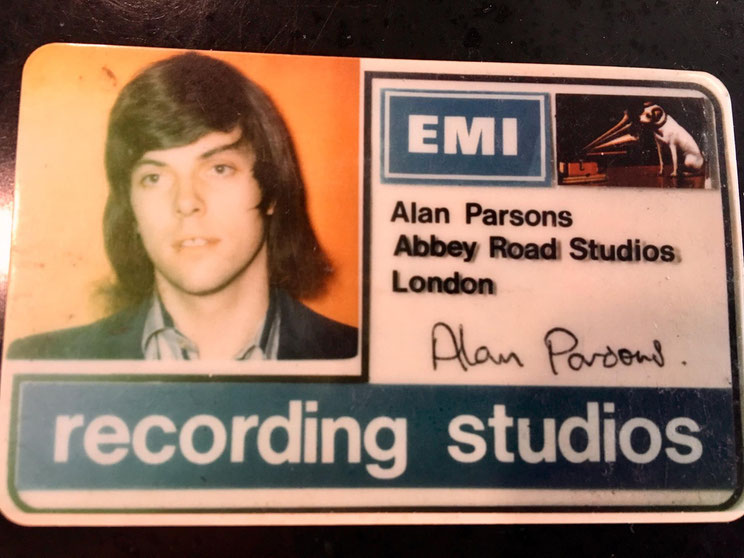 EMI
Alan Parsons
Abbey Road Studios
London
Alan Parsons.
recording studios